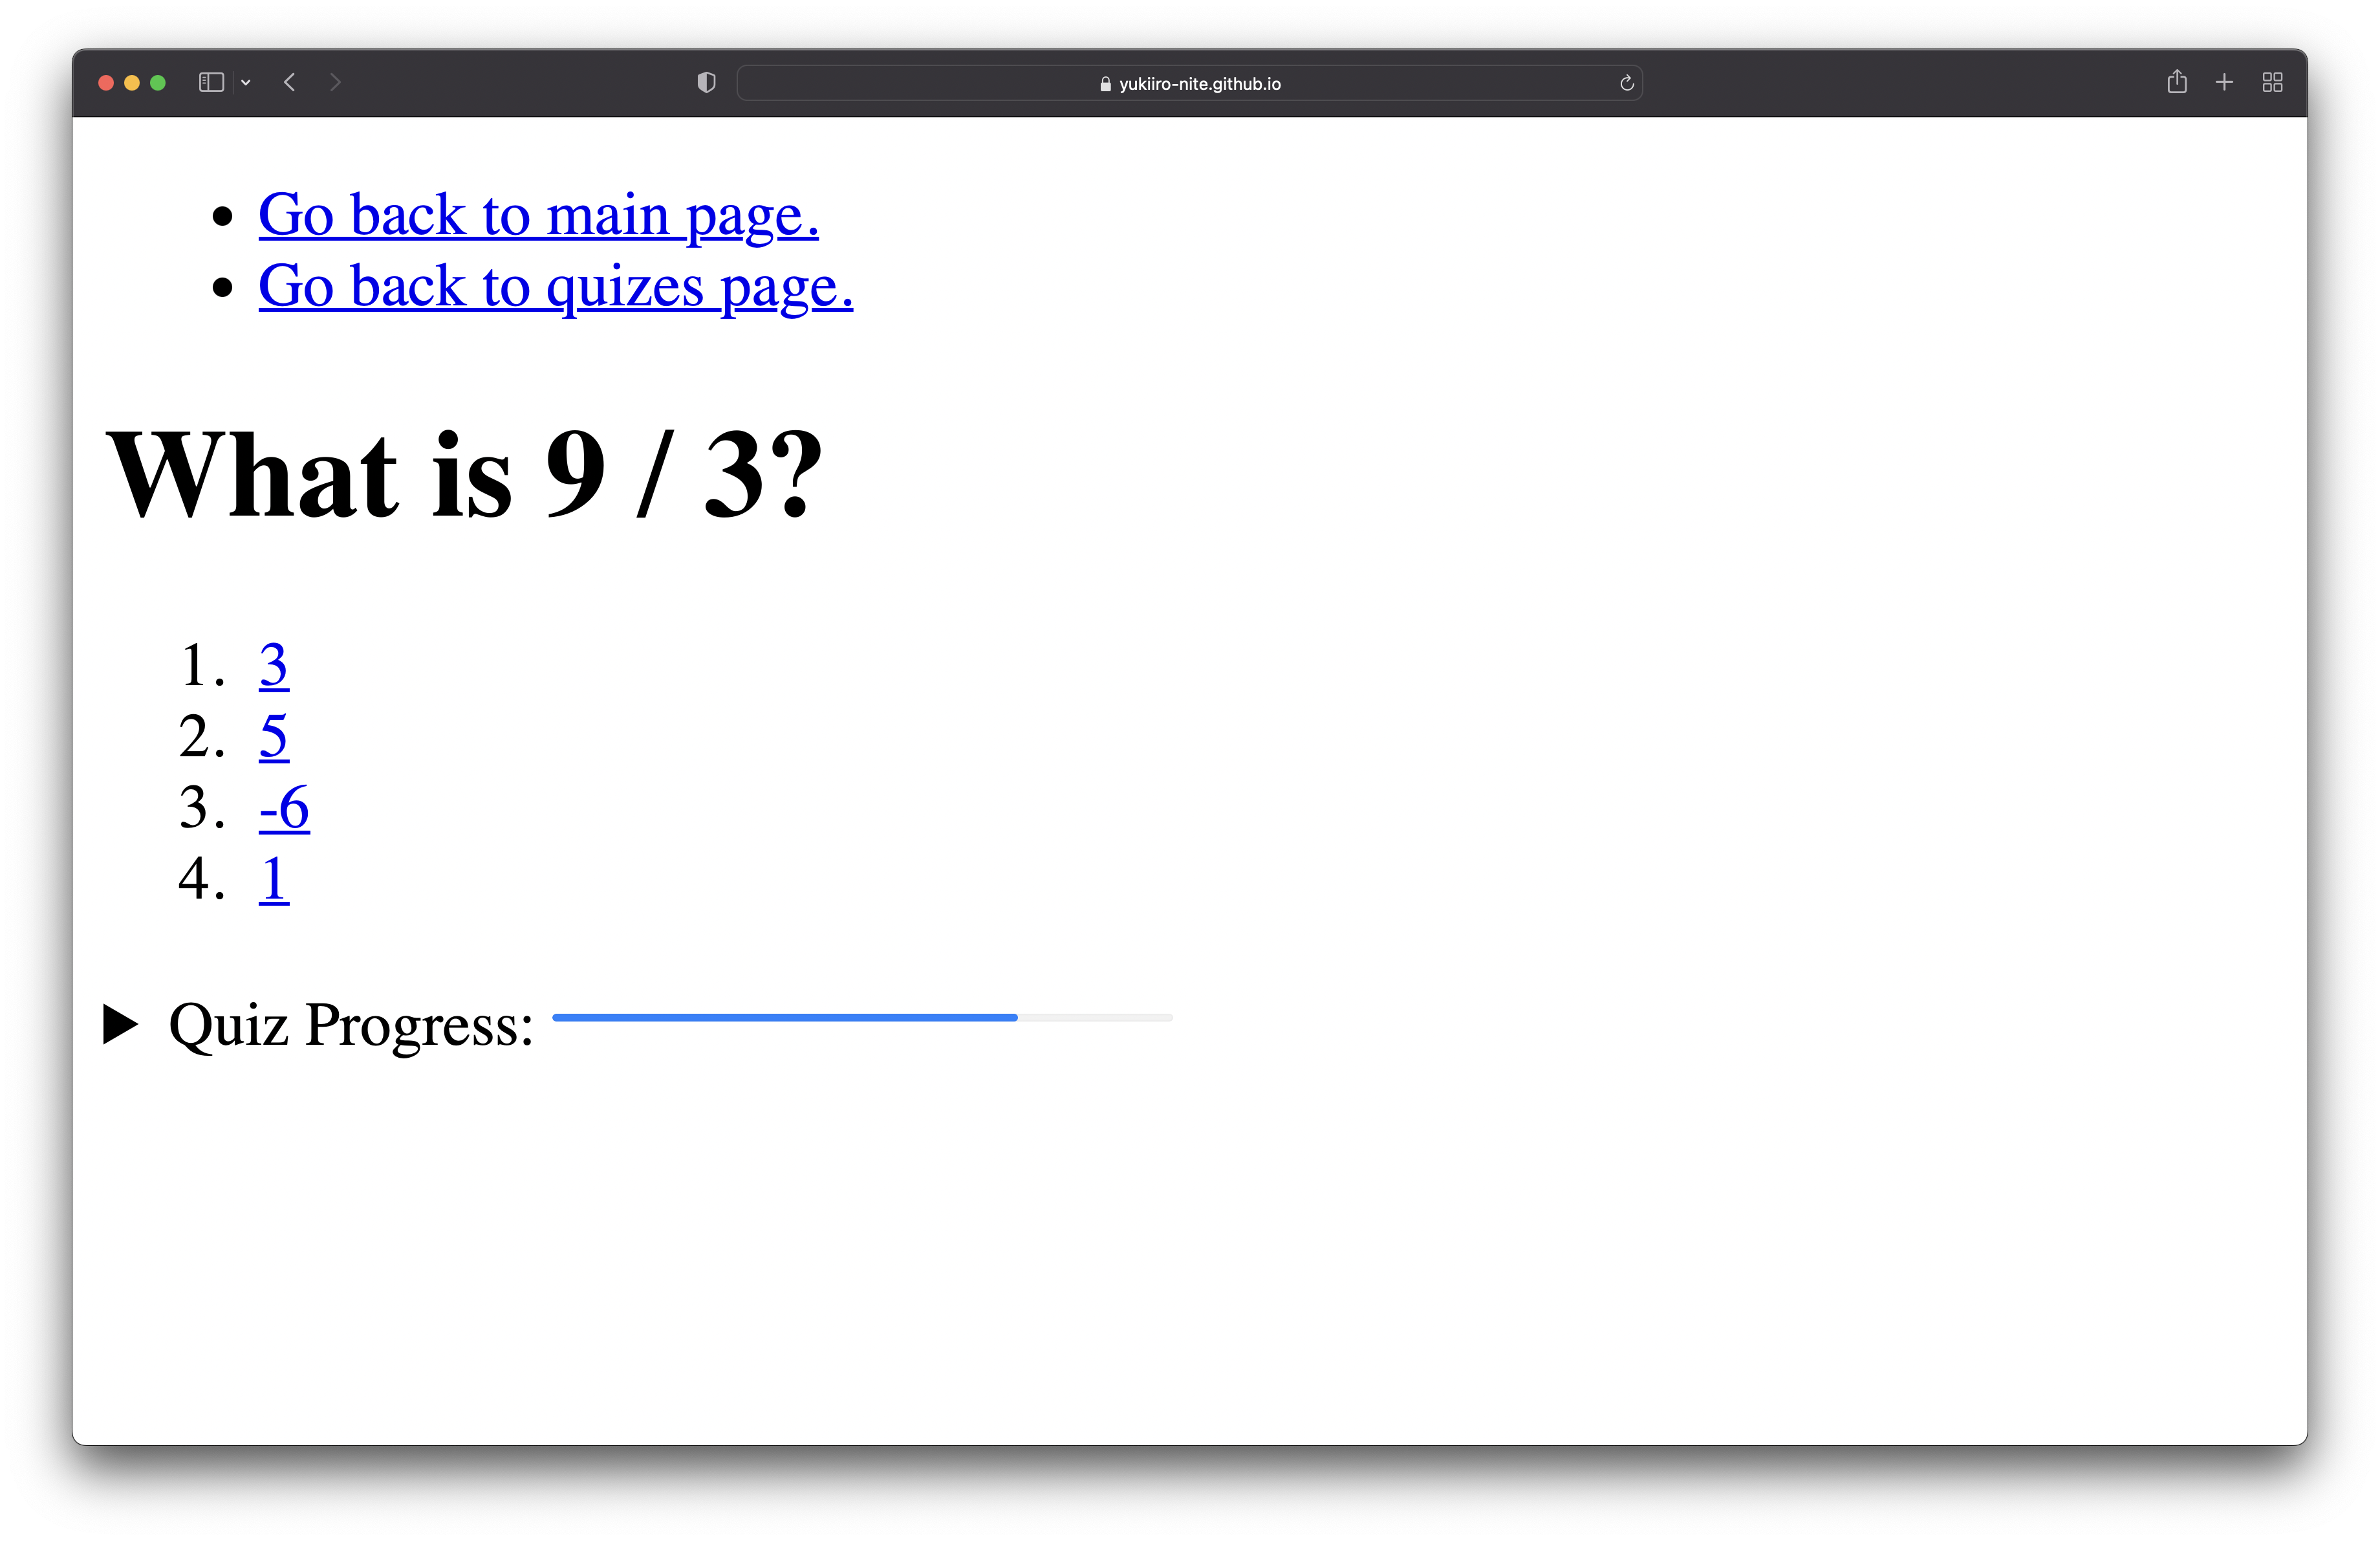 yukiiro-nite.github.io
• Go back to main page.
• Go back to quizes page.
What is 9 / 3?
1. 3
2. 5
3. -6
4. 1
▶ Quiz Progress: